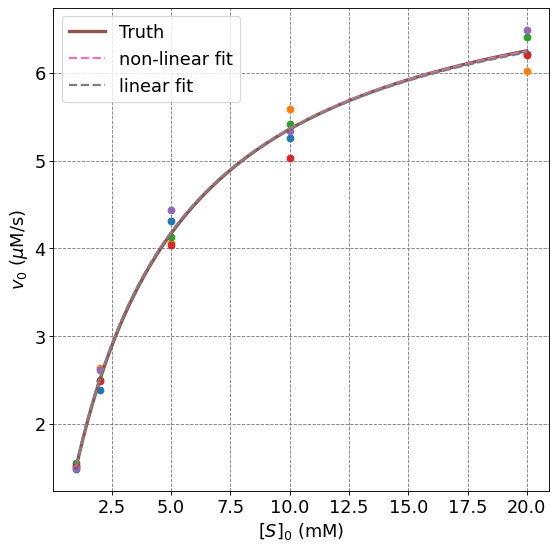 Truth
non-linear fit
linear fit
6
5
4
3
2
v₀ (μM/s)
2.5 5.0 7.5 10.0 12.5 15.0 17.5 20.0
[S]₀ (mM)